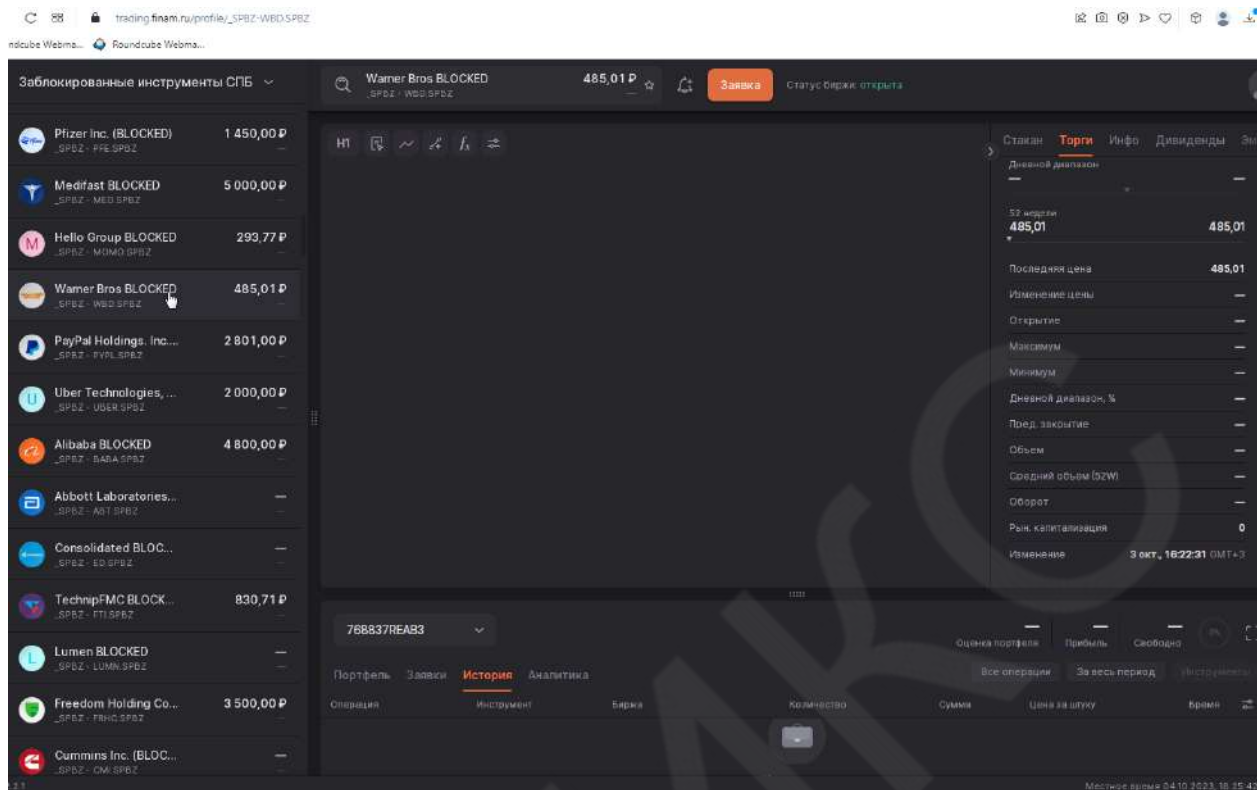 trading.finam.ru/profile/_SPBZ-WBD.SPBZ
ndcube Webma... Roundcube Webma...
Заблокированные инструменты СПБ
Warner Bros BLOCKED 485,01 ₽
_SPBZ - WBD.SPBZ —
Заявка
Статус биржи: открыта
Pfizer Inc. (BLOCKED) 1 450,00 ₽
_SPBZ - PFE.SPBZ —
Medifast BLOCKED 5 000,00 ₽
_SPBZ - MED.SPBZ —
M Hello Group BLOCKED 293,77 ₽
_SPBZ - MOMO.SPBZ —
Warner Bros BLOCKED 485,01 ₽
_SPBZ - WBD.SPBZ —
PayPal Holdings. Inc.... 2 801,00 ₽
_SPBZ - PYPL.SPBZ —
U Uber Technologies, ... 2 000,00 ₽
_SPBZ - UBER.SPBZ —
Alibaba BLOCKED 4 800,00 ₽
_SPBZ - BABA.SPBZ —
Abbott Laboratories... —
_SPBZ - ABT.SPBZ
Consolidated BLOC... —
_SPBZ - ED.SPBZ
TechnipFMC BLOCK... 830,71 ₽
_SPBZ - FTI.SPBZ —
L Lumen BLOCKED —
_SPBZ - LUMN.SPBZ
Freedom Holding Co... 3 500,00 ₽
_SPBZ - FRHC.SPBZ —
Cummins Inc. (BLOC... —
_SPBZ - CMI.SPBZ
H1
Стакан Торги Инфо Дивиденды Эм
Дневной диапазон
— —
52 недели
485,01 485,01
Последняя цена 485,01
Изменение цены —
Открытие —
Максимум —
Минимум —
Дневной диапазон, % —
Пред. закрытие —
Объем —
Средний объем (52W) —
Оборот —
Рын. капитализация 0
Изменение 3 окт., 16:22:31 GMT+3
768837REAB3
— — —
Оценка портфеля Прибыль Свободно
Портфель Заявки История Аналитика
Все операции За весь период Инструменты
Операция Инструмент Биржа Количество Сумма Цена за штуку Время
МКС
Местное время 04.10.2023,